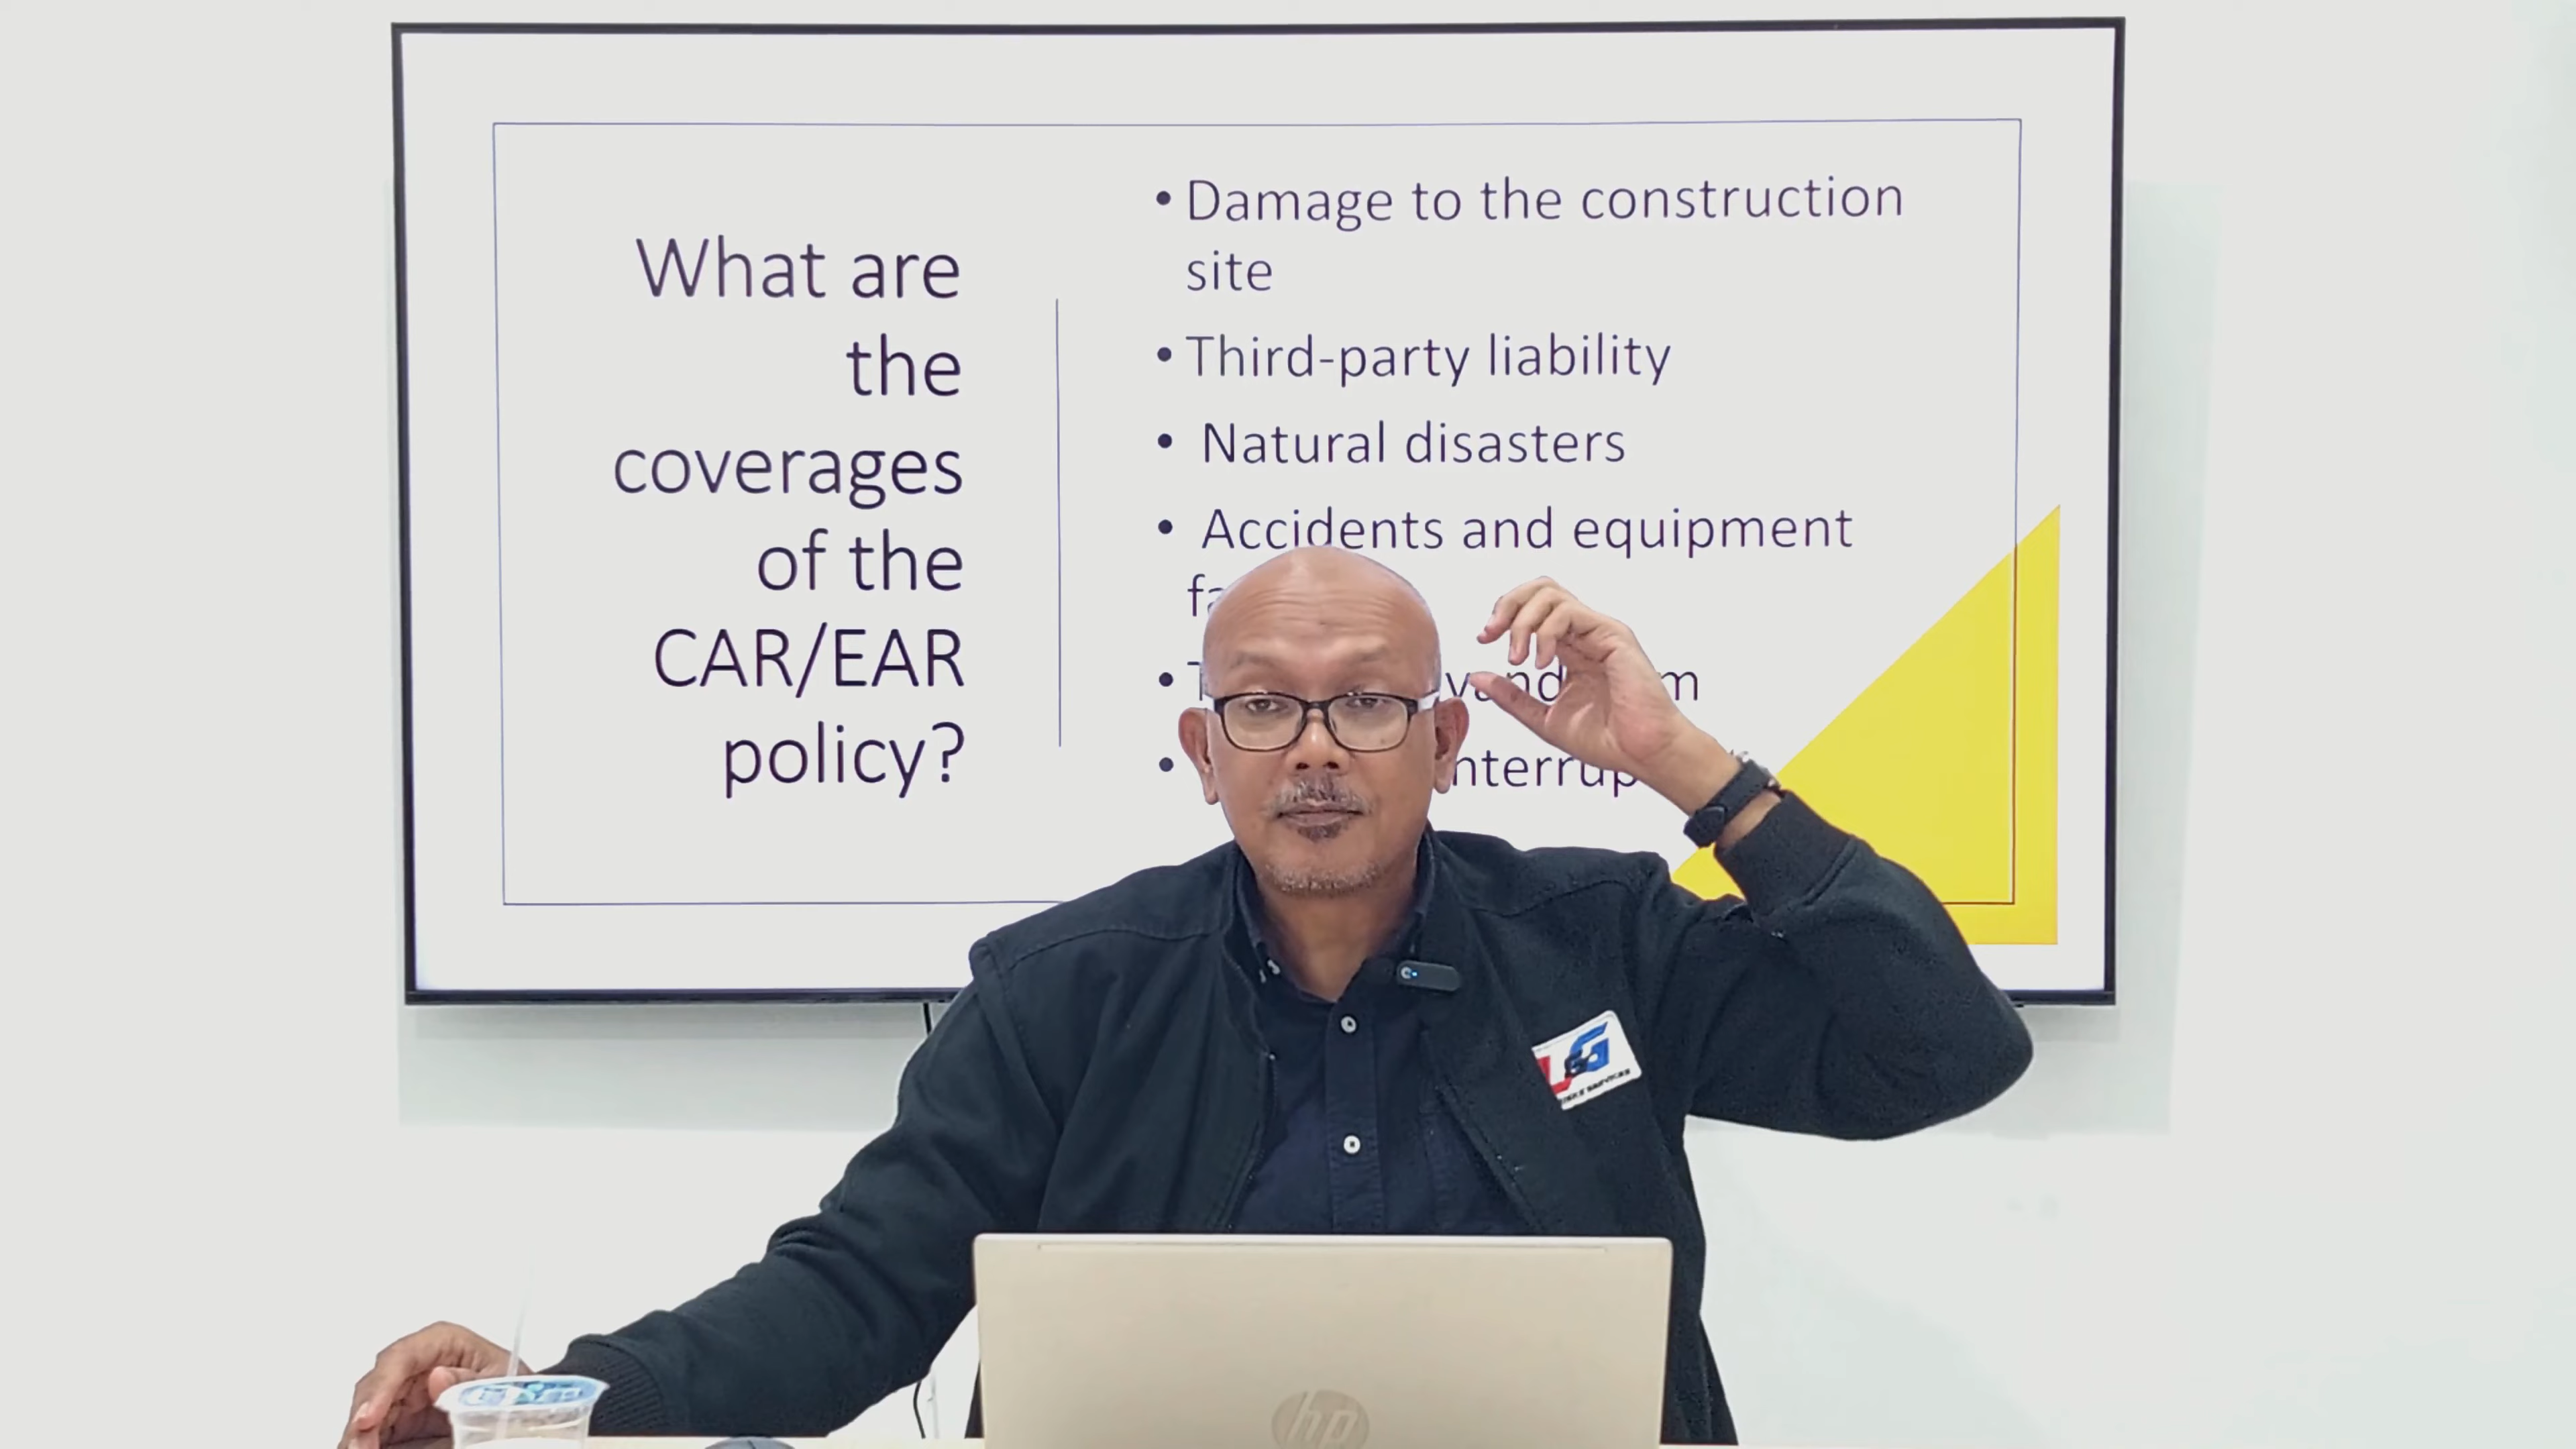 What are
the
coverages
of the
CAR/EAR
policy?
• Damage to the construction
site
• Third-party liability
• Natural disasters
• Accidents and equipment
•
•
hp